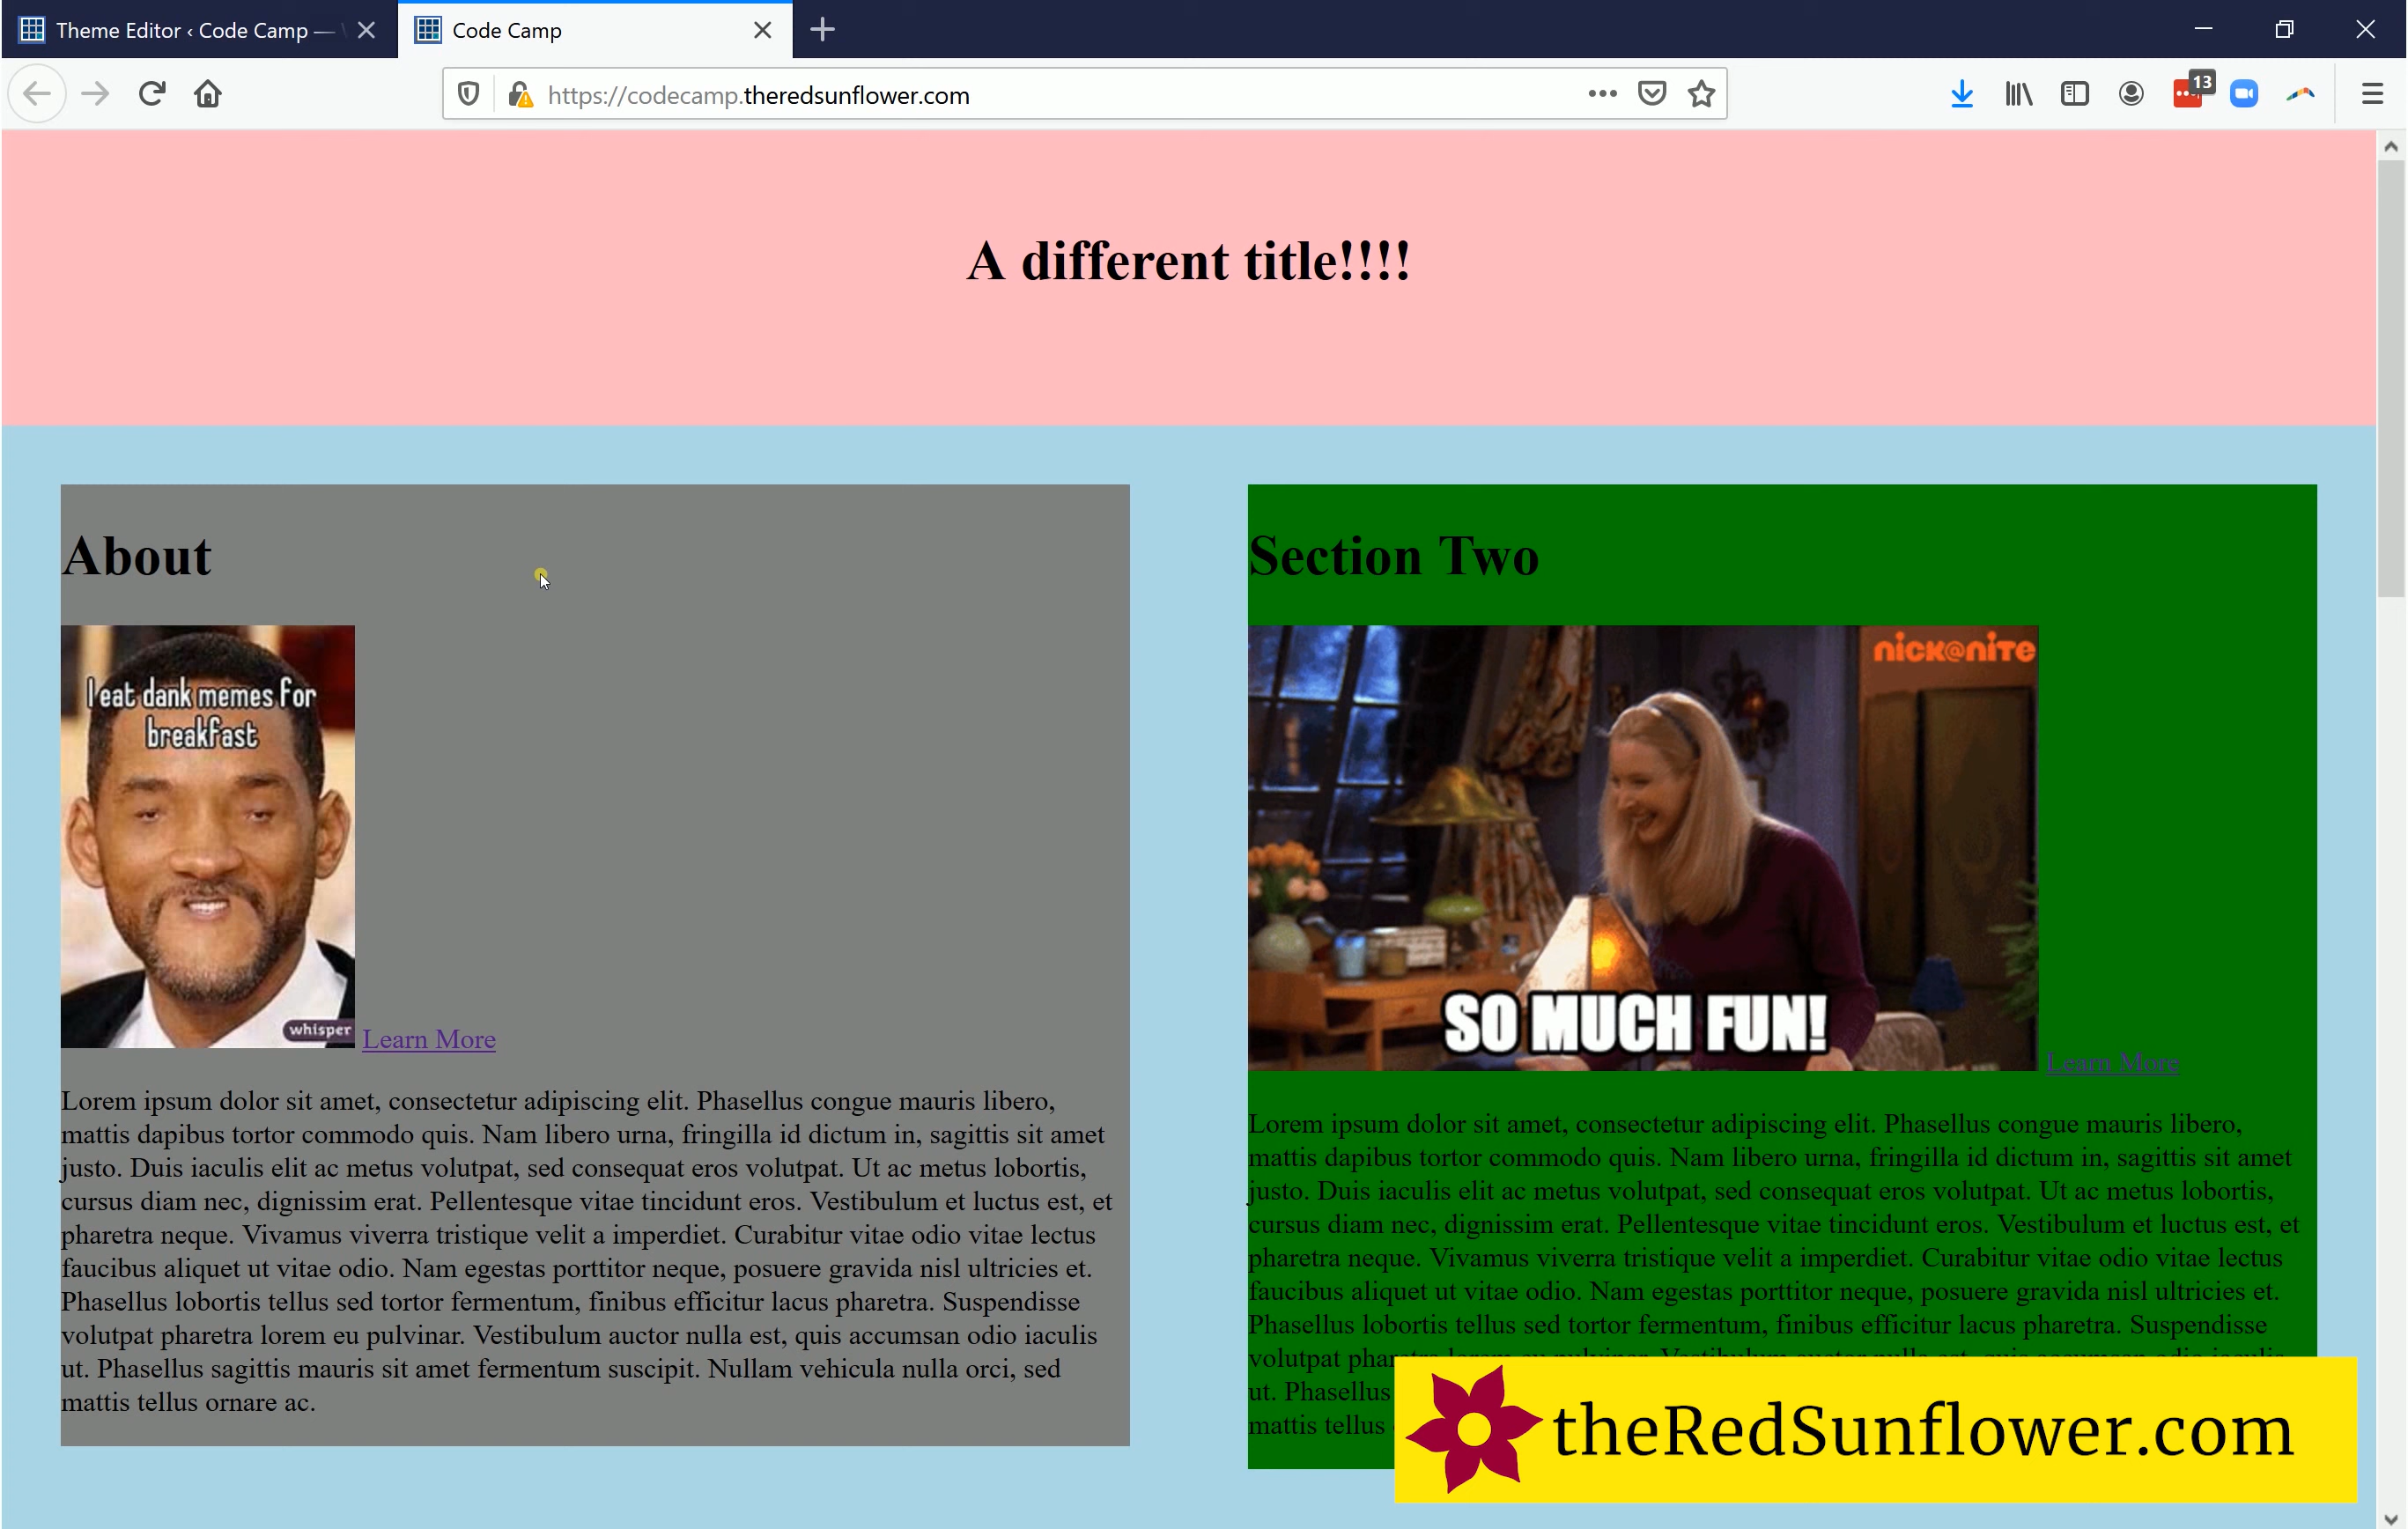 Theme Editor ‹ Code Camp —
Code Camp
https://codecamp.theredsunflower.com
13
A different title!!!!
About
I eat dank memes for
breakfast
whisper
Learn More
Lorem ipsum dolor sit amet, consectetur adipiscing elit. Phasellus congue mauris libero,
mattis dapibus tortor commodo quis. Nam libero urna, fringilla id dictum in, sagittis sit amet
justo. Duis iaculis elit ac metus volutpat, sed consequat eros volutpat. Ut ac metus lobortis,
cursus diam nec, dignissim erat. Pellentesque vitae tincidunt eros. Vestibulum et luctus est, et
pharetra neque. Vivamus viverra tristique velit a imperdiet. Curabitur vitae odio vitae lectus
faucibus aliquet ut vitae odio. Nam egestas porttitor neque, posuere gravida nisl ultricies et.
Phasellus lobortis tellus sed tortor fermentum, finibus efficitur lacus pharetra. Suspendisse
volutpat pharetra lorem eu pulvinar. Vestibulum auctor nulla est, quis accumsan odio iaculis
ut. Phasellus sagittis mauris sit amet fermentum suscipit. Nullam vehicula nulla orci, sed
mattis tellus ornare ac.
Section Two
nick@nite
SO MUCH FUN!
Learn More
Lorem ipsum dolor sit amet, consectetur adipiscing elit. Phasellus congue mauris libero,
mattis dapibus tortor commodo quis. Nam libero urna, fringilla id dictum in, sagittis sit amet
justo. Duis iaculis elit ac metus volutpat, sed consequat eros volutpat. Ut ac metus lobortis,
cursus diam nec, dignissim erat. Pellentesque vitae tincidunt eros. Vestibulum et luctus est, et
pharetra neque. Vivamus viverra tristique velit a imperdiet. Curabitur vitae odio vitae lectus
faucibus aliquet ut vitae odio. Nam egestas porttitor neque, posuere gravida nisl ultricies et.
Phasellus lobortis tellus sed tortor fermentum, finibus efficitur lacus pharetra. Suspendisse
volutpat
ut. Phasellus
mattis tellus
theRedSunflower.com